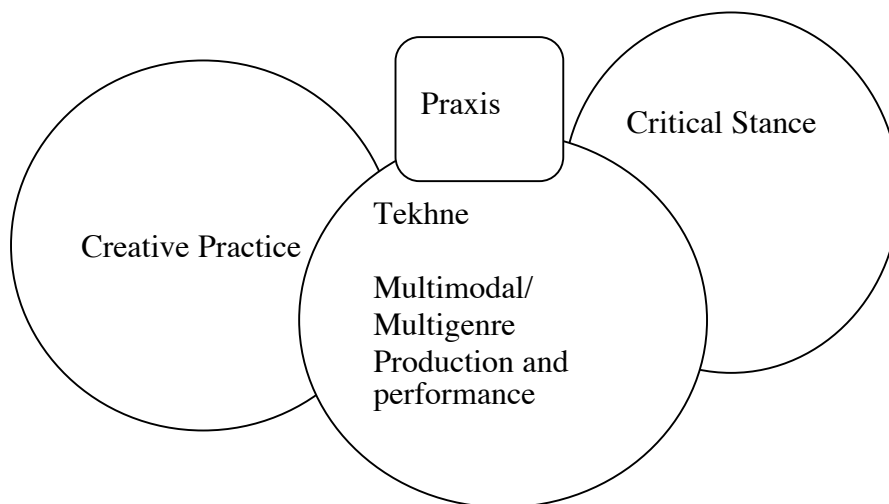 Praxis
Critical Stance
Creative Practice
Tekhne
Multimodal/
Multigenre
Production and
performance